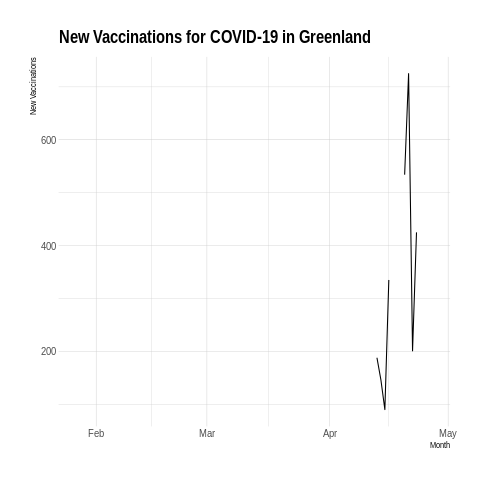 New Vaccinations for COVID-19 in Greenland
New Vaccinations
600
400
200
Feb Mar Apr May
Month